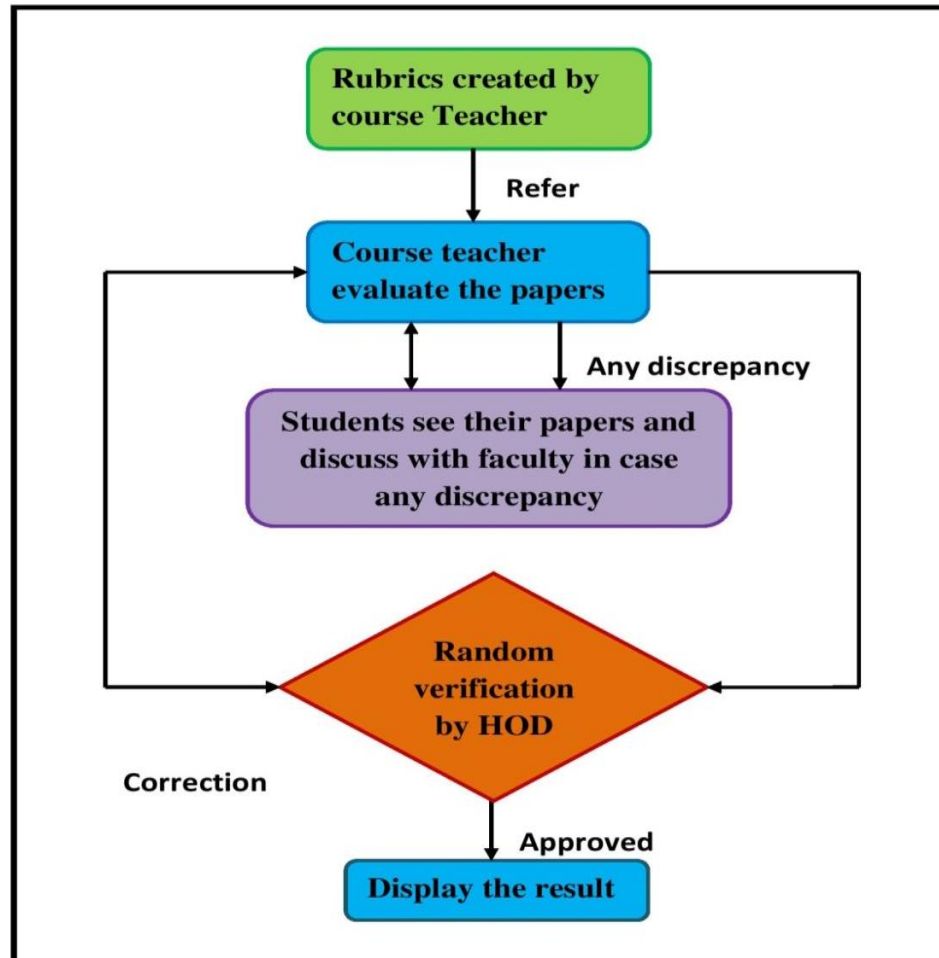 Rubrics created by
course Teacher
Refer
Course teacher
evaluate the papers
Any discrepancy
Students see their papers and
discuss with faculty in case
any discrepancy
Random
verification
by HOD
Correction
Approved
Display the result